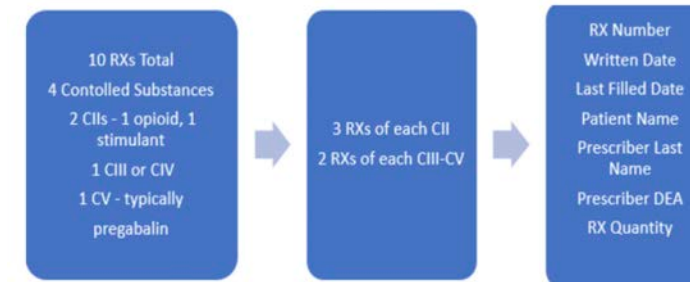 10 RXs Total
4 Contolled Substances
2 CIIs - 1 opioid, 1
stimulant
1 CIII or CIV
1 CV - typically
pregabalin
3 RXs of each CII
2 RXs of each CIII-CV
RX Number
Written Date
Last Filled Date
Patient Name
Prescriber Last
Name
Prescriber DEA
RX Quantity